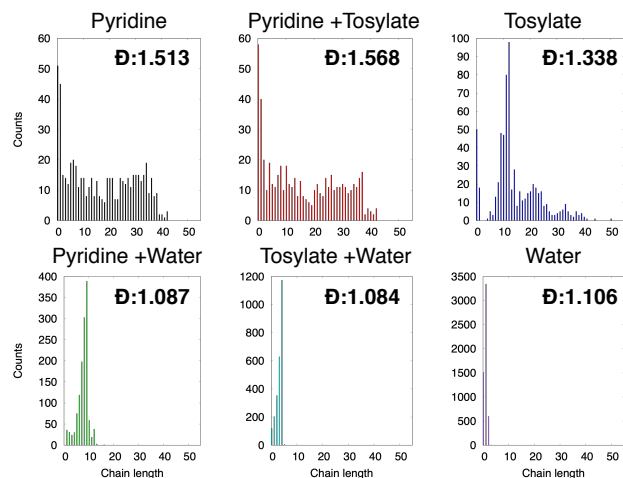 Pyridine
Pyridine +Tosylate
Tosylate
Đ:1.513
Đ:1.568
Đ:1.338
Counts
60
50
40
30
20
10
0
0 10 20 30 40 50
60
50
40
30
20
10
0
0 10 20 30 40 50
100
90
80
70
60
50
40
30
20
10
0
0 10 20 30 40 50
Pyridine +Water
Tosylate +Water
Water
Đ:1.087
Đ:1.084
Đ:1.106
Counts
400
350
300
250
200
150
100
50
0
0 10 20 30 40 50
Chain length
1200
1000
800
600
400
200
0
0 10 20 30 40 50
Chain length
3500
3000
2500
2000
1500
1000
500
0
0 10 20 30 40 50
Chain length